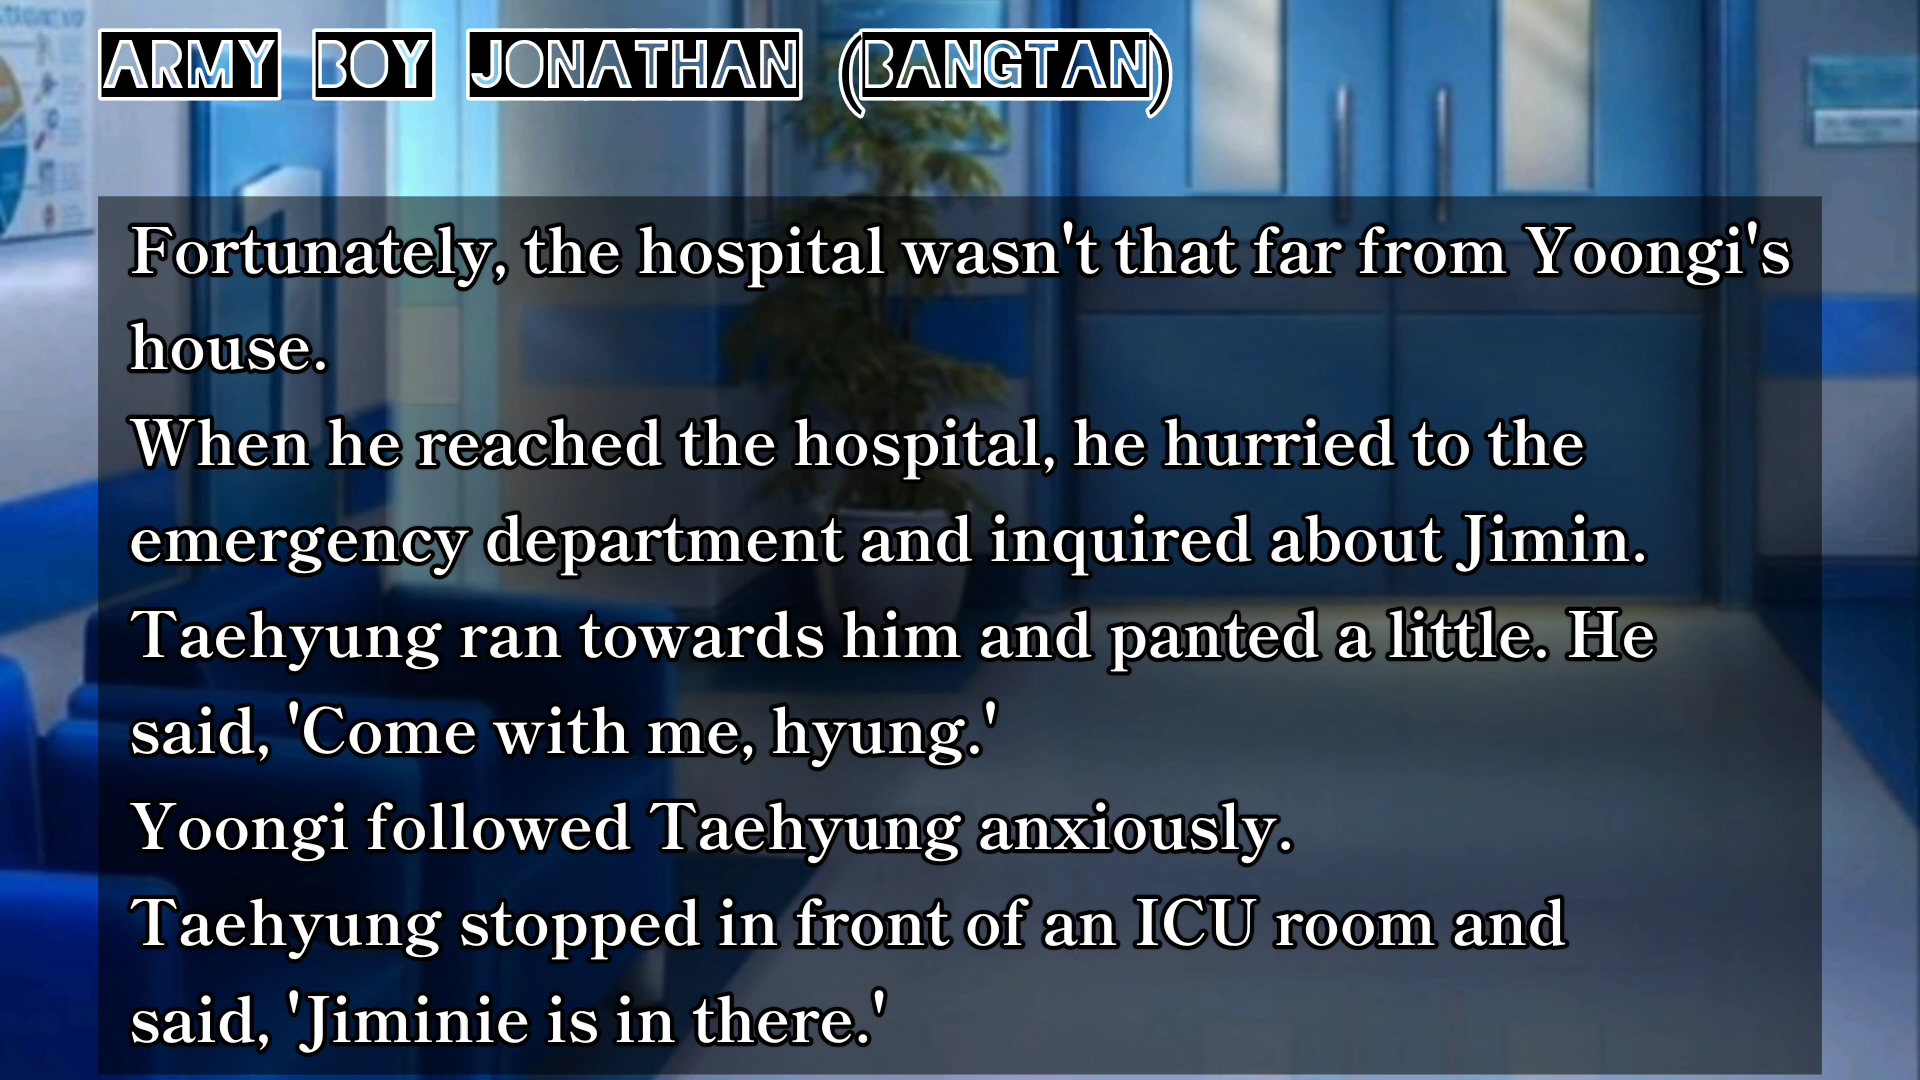 ARMY BOY JONATHAN (BANGTAN)
Fortunately, the hospital wasn't that far from Yoongi's
house.
When he reached the hospital, he hurried to the
emergency department and inquired about Jimin.
Taehyung ran towards him and panted a little. He
said, 'Come with me, hyung.'
Yoongi followed Taehyung anxiously.
Taehyung stopped in front of an ICU room and
said, 'Jiminie is in there.'